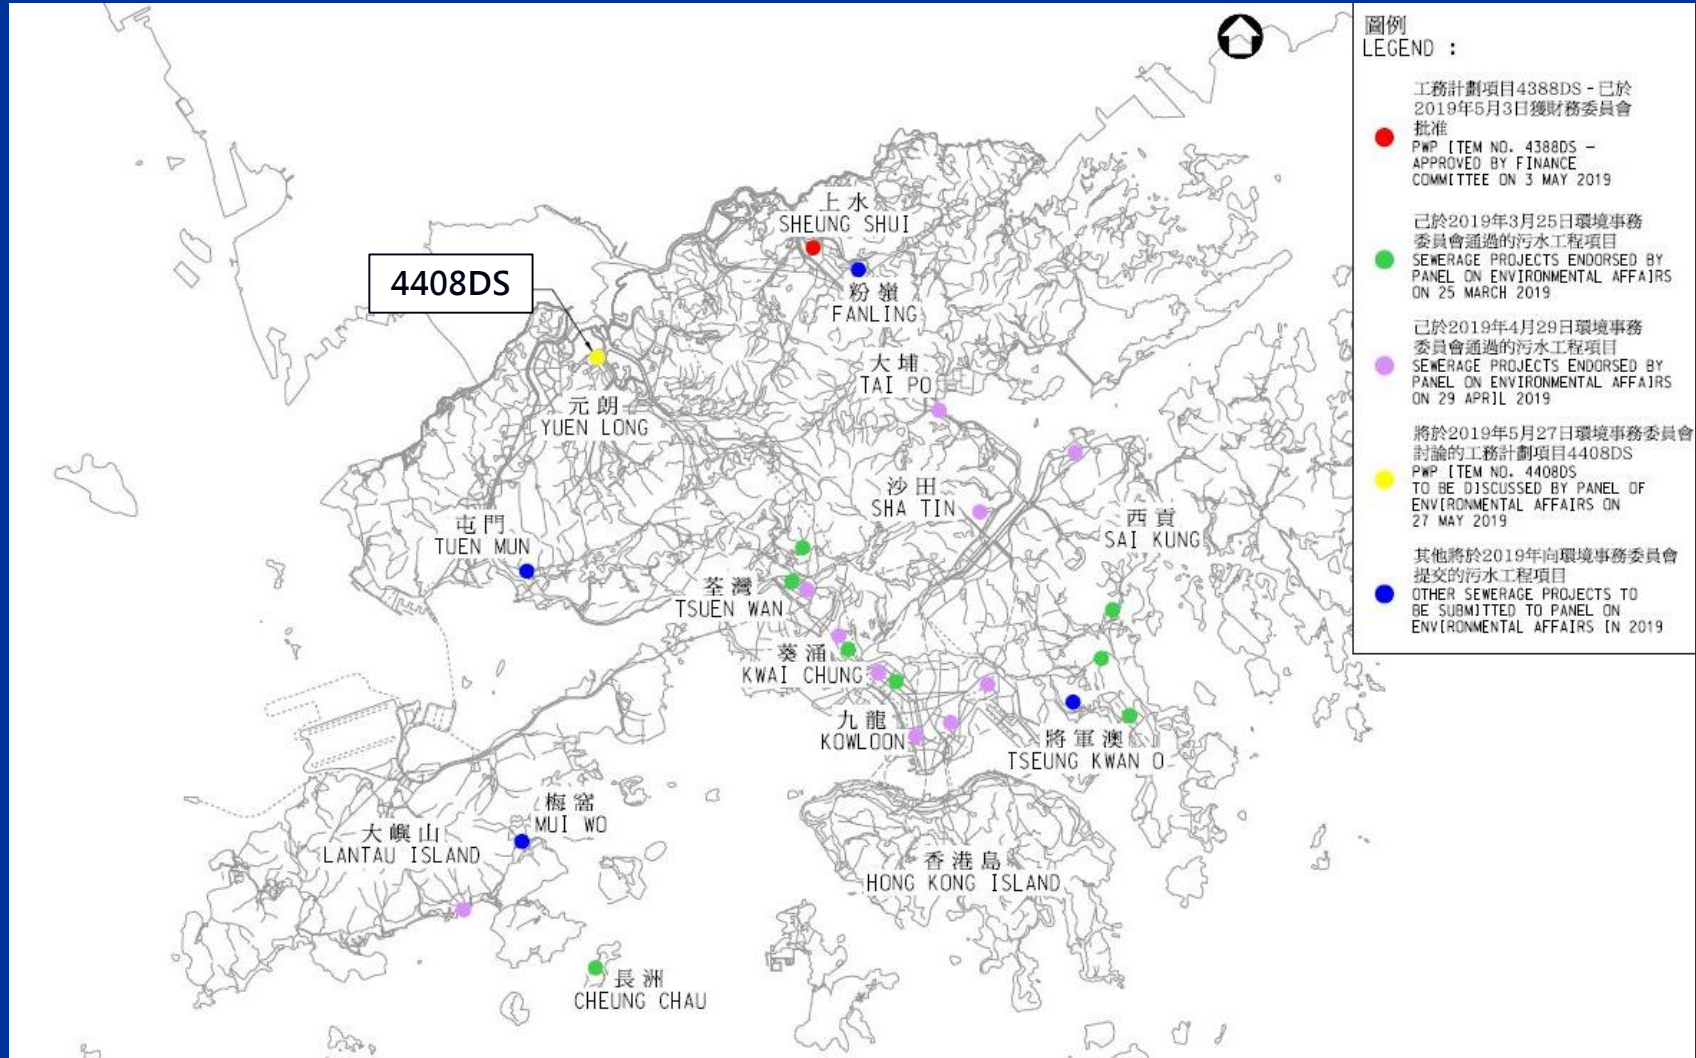 圖例
LEGEND :
工務計劃項目4388DS - 已於
2019年5月3日獲財務委員會
批准
PWP ITEM NO. 4388DS –
APPROVED BY FINANCE
COMMITTEE ON 3 MAY 2019
己於2019年3月25日環境事務
委員會通過的污水工程項目
SEWERAGE PROJECTS ENDORSED BY
PANEL ON ENVIRONMENTAL AFFAIRS
ON 25 MARCH 2019
己於2019年4月29日環境事務
委員會通過的污水工程項目
SEWERAGE PROJECTS ENDORSED BY
PANEL ON ENVIRONMENTAL AFFAIRS
ON 29 APRIL 2019
將於2019年5月27日環境事務委員會
討論的工務計劃項目4408DS
PWP ITEM NO. 4408DS
TO BE DISCUSSED BY PANEL OF
ENVIRONMENTAL AFFAIRS ON
27 MAY 2019
其他將於2019年向環境事務委員會
提交的污水工程項目
OTHER SEWERAGE PROJECTS TO
BE SUBMITTED TO PANEL ON
ENVIRONMENTAL AFFAIRS IN 2019
上水
SHEUNG SHUI
4408DS
粉嶺
FANLING
大埔
TAI PO
元朗
YUEN LONG
沙田
SHA TIN
西貢
SAI KUNG
屯門
TUEN MUN
荃灣
TSUEN WAN
葵涌
KWAI CHUNG
九龍
KOWLOON
將軍澳
TSEUNG KWAN O
梅窩
MUI WO
大嶼山
LANTAU ISLAND
香港島
HONG KONG ISLAND
長洲
CHEUNG CHAU